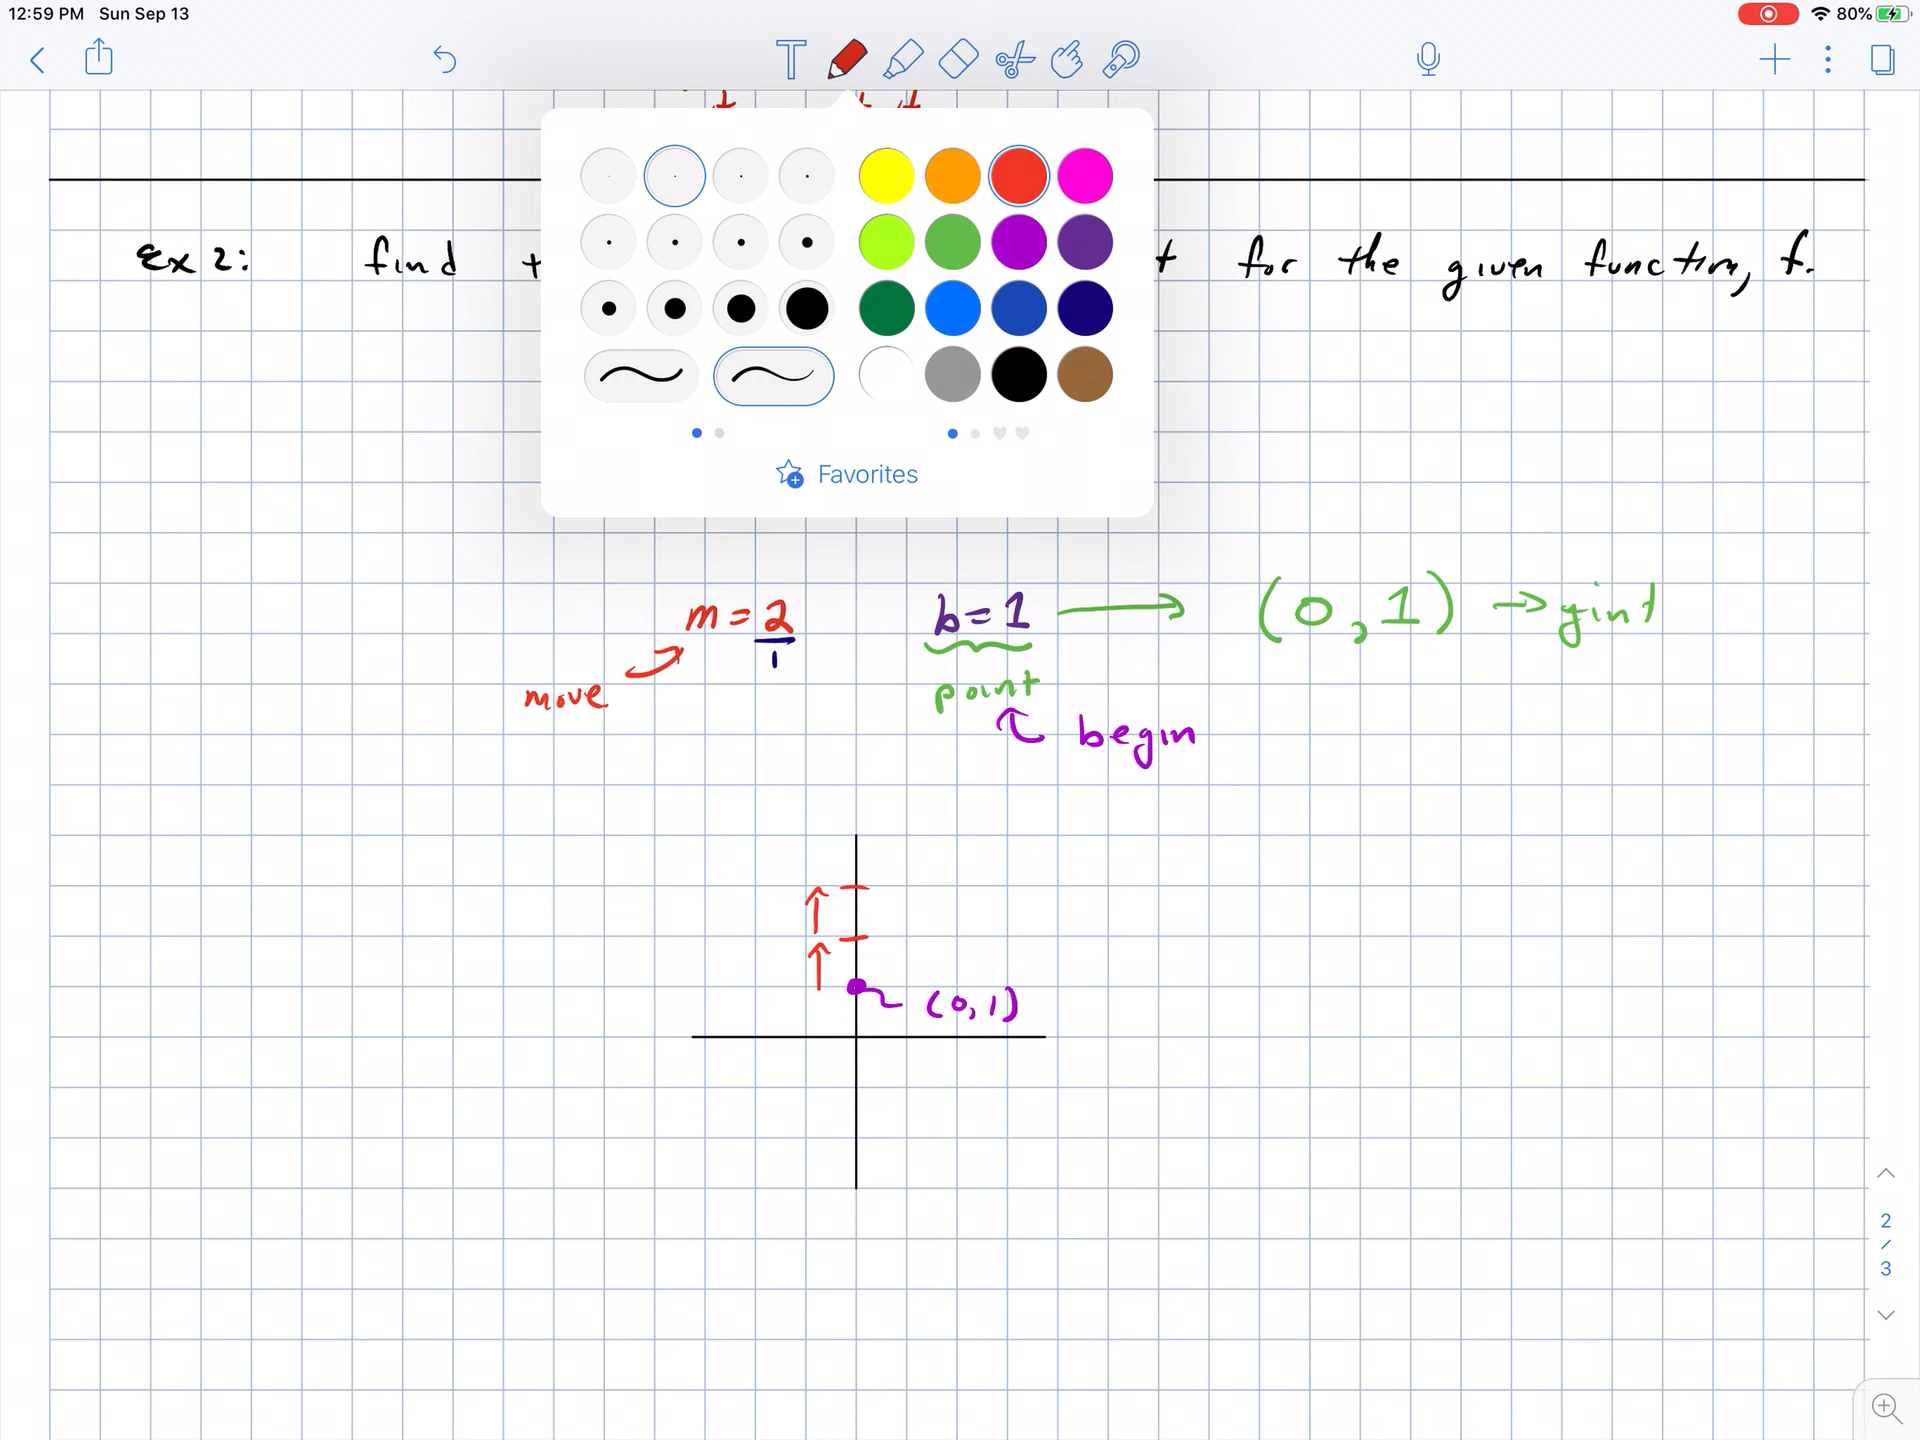 12:59 PM Sun Sep 13
80%
T
Ex 2: find t
t for the given function, f.
Favorites
m = 2
1
b = 1
(0,1) → yint
move
point
begin
(0,1)
2
/
3